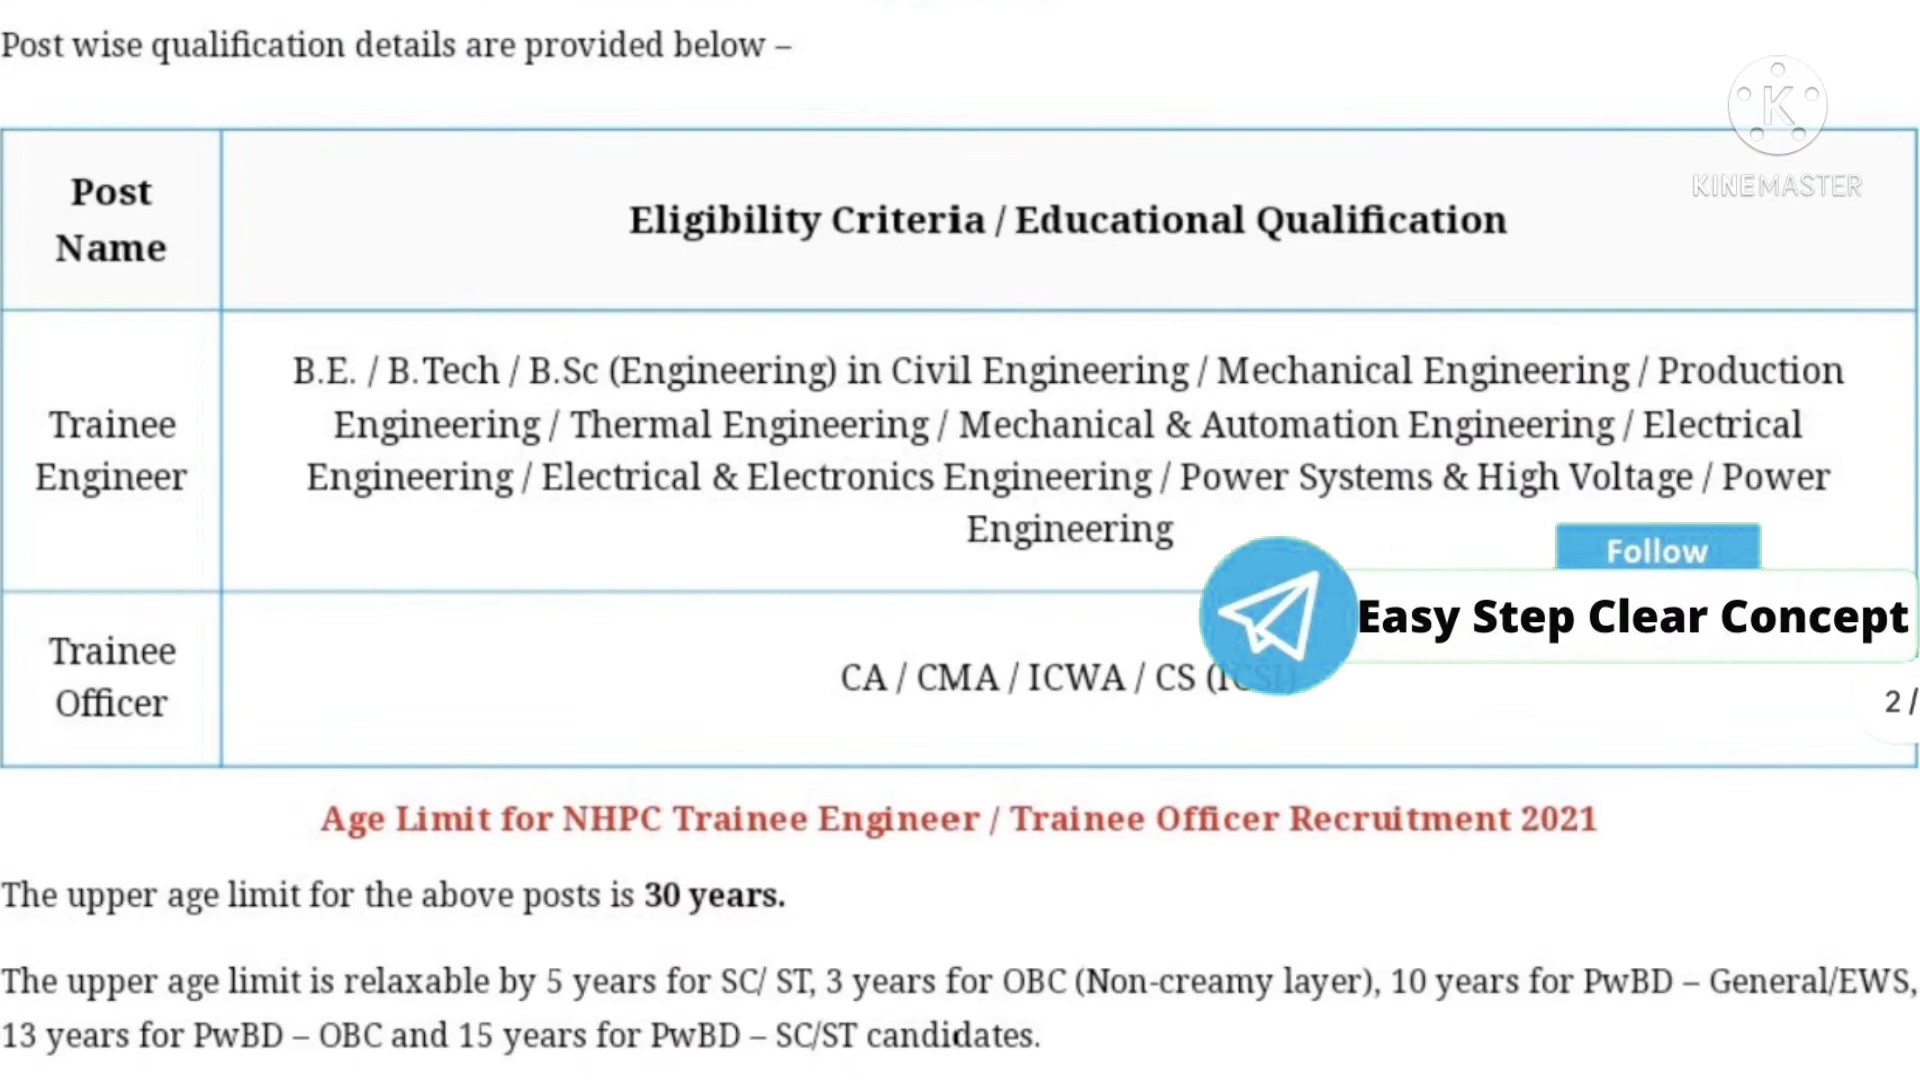 Post wise qualification details are provided below –
KINEMASTER
Post
Name
Eligibility Criteria / Educational Qualification
Trainee
Engineer
B.E. / B.Tech / B.Sc (Engineering) in Civil Engineering / Mechanical Engineering / Production
Engineering / Thermal Engineering / Mechanical & Automation Engineering / Electrical
Engineering / Electrical & Electronics Engineering / Power Systems & High Voltage / Power
Engineering
Follow
Easy Step Clear Concept
Trainee
Officer
CA / CMA / ICWA / CS (ICSI)
2 /
Age Limit for NHPC Trainee Engineer / Trainee Officer Recruitment 2021
The upper age limit for the above posts is 30 years.
The upper age limit is relaxable by 5 years for SC/ ST, 3 years for OBC (Non-creamy layer), 10 years for PwBD – General/EWS,
13 years for PwBD – OBC and 15 years for PwBD – SC/ST candidates.